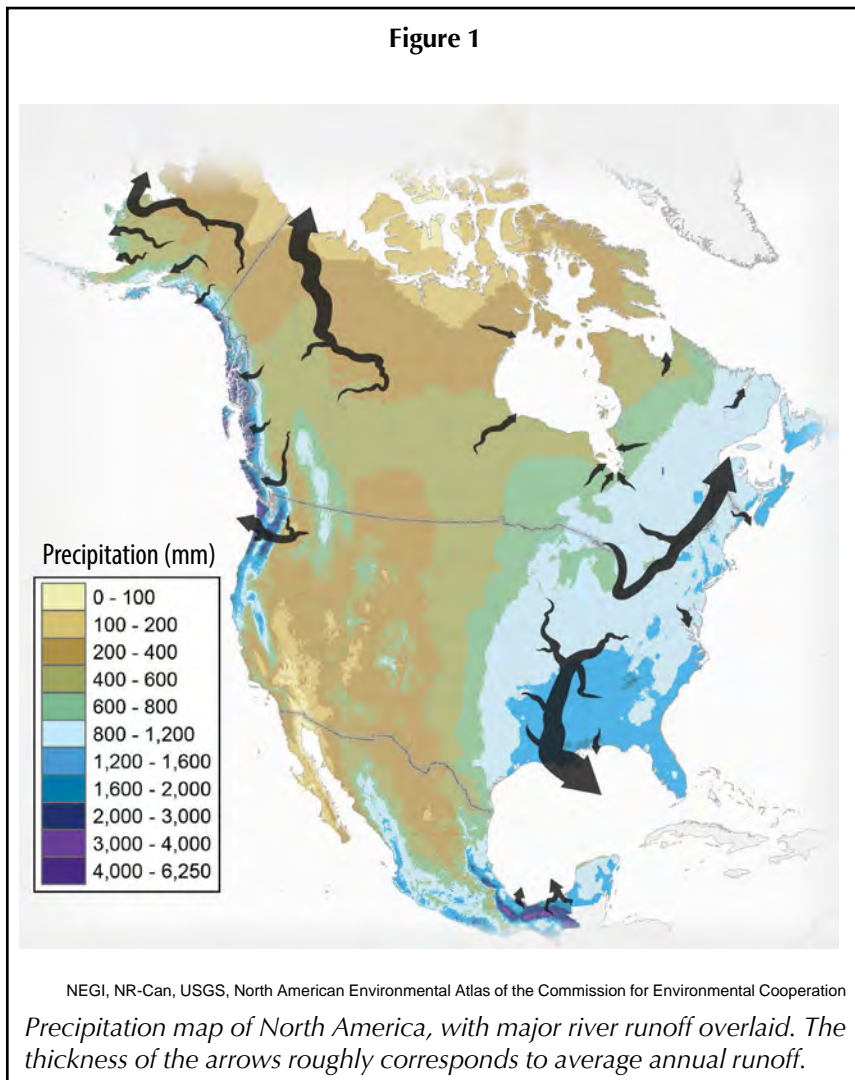 Figure 1
Precipitation (mm)
0 - 100
100 - 200
200 - 400
400 - 600
600 - 800
800 - 1,200
1,200 - 1,600
1,600 - 2,000
2,000 - 3,000
3,000 - 4,000
4,000 - 6,250
NEGI, NR-Can, USGS, North American Environmental Atlas of the Commission for Environmental Cooperation
Precipitation map of North America, with major river runoff overlaid. The
thickness of the arrows roughly corresponds to average annual runoff.